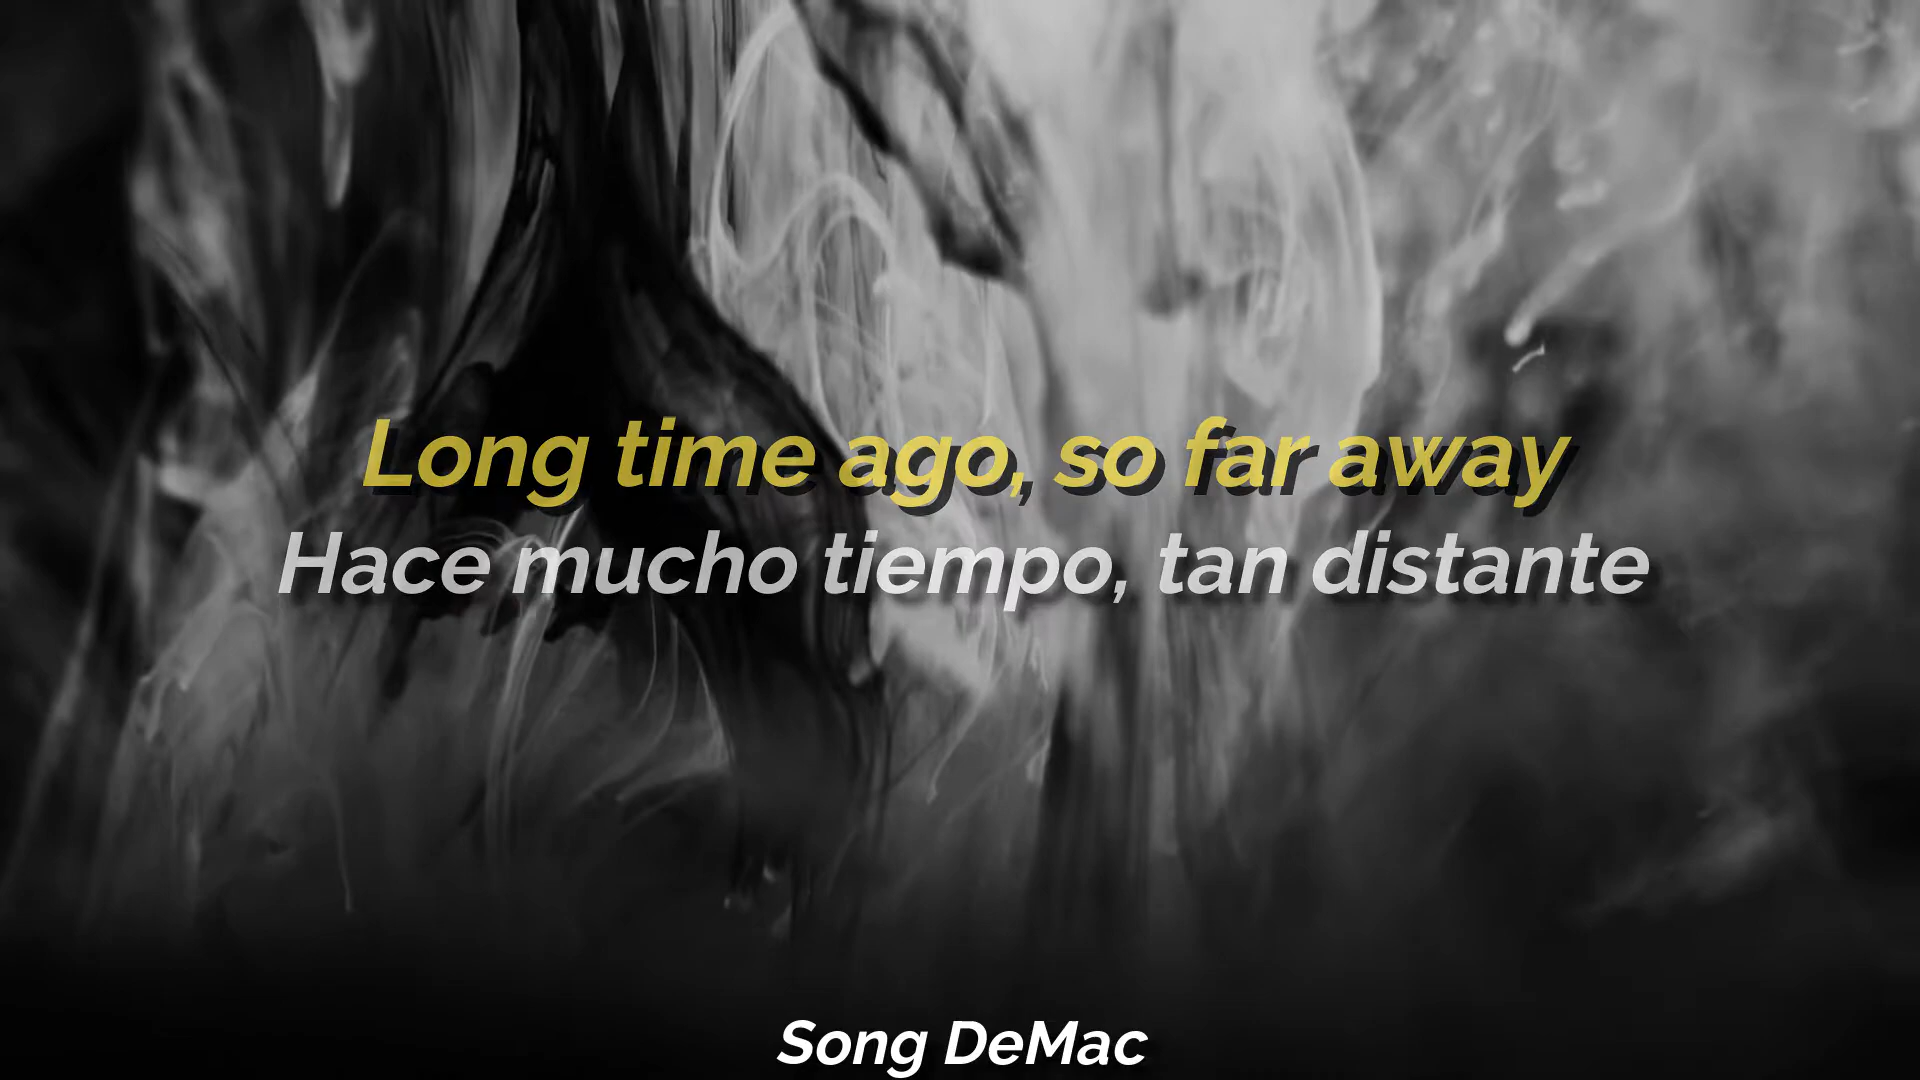 Long time ago, so far away
Hace mucho tiempo, tan distante
Song DeMac